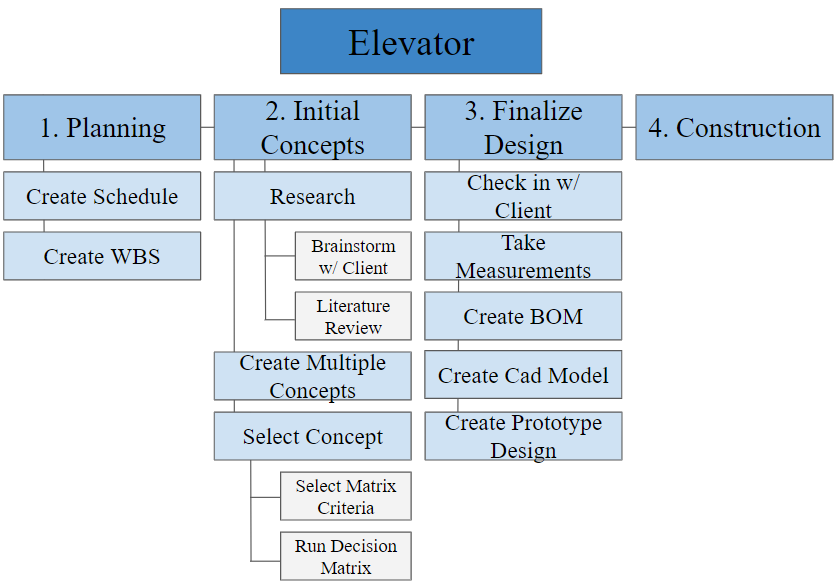 Elevator
1. Planning
Create Schedule
Create WBS
2. Initial
Concepts
Research
Brainstorm
w/ Client
Literature
Review
Create Multiple
Concepts
Select Concept
Select Matrix
Criteria
Run Decision
Matrix
3. Finalize
Design
Check in w/
Client
Take
Measurements
Create BOM
Create Cad Model
Create Prototype
Design
4. Construction